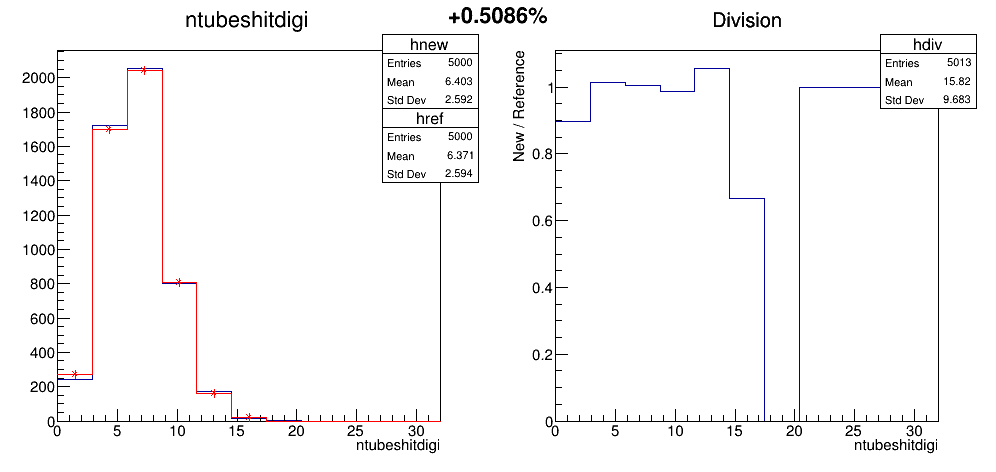 ntubeshitdigi
+0.5086%
Division
hnew
Entries 5000
Mean 6.403
Std Dev 2.592
href
Entries 5000
Mean 6.371
Std Dev 2.594
2000
1800
1600
1400
1200
1000
800
600
400
200
0
0 5 10 15 20 25 30
ntubeshitdigi
hdiv
Entries 5013
Mean 15.82
Std Dev 9.683
New / Reference
1
0.8
0.6
0.4
0.2
0
0 5 10 15 20 25 30
ntubeshitdigi